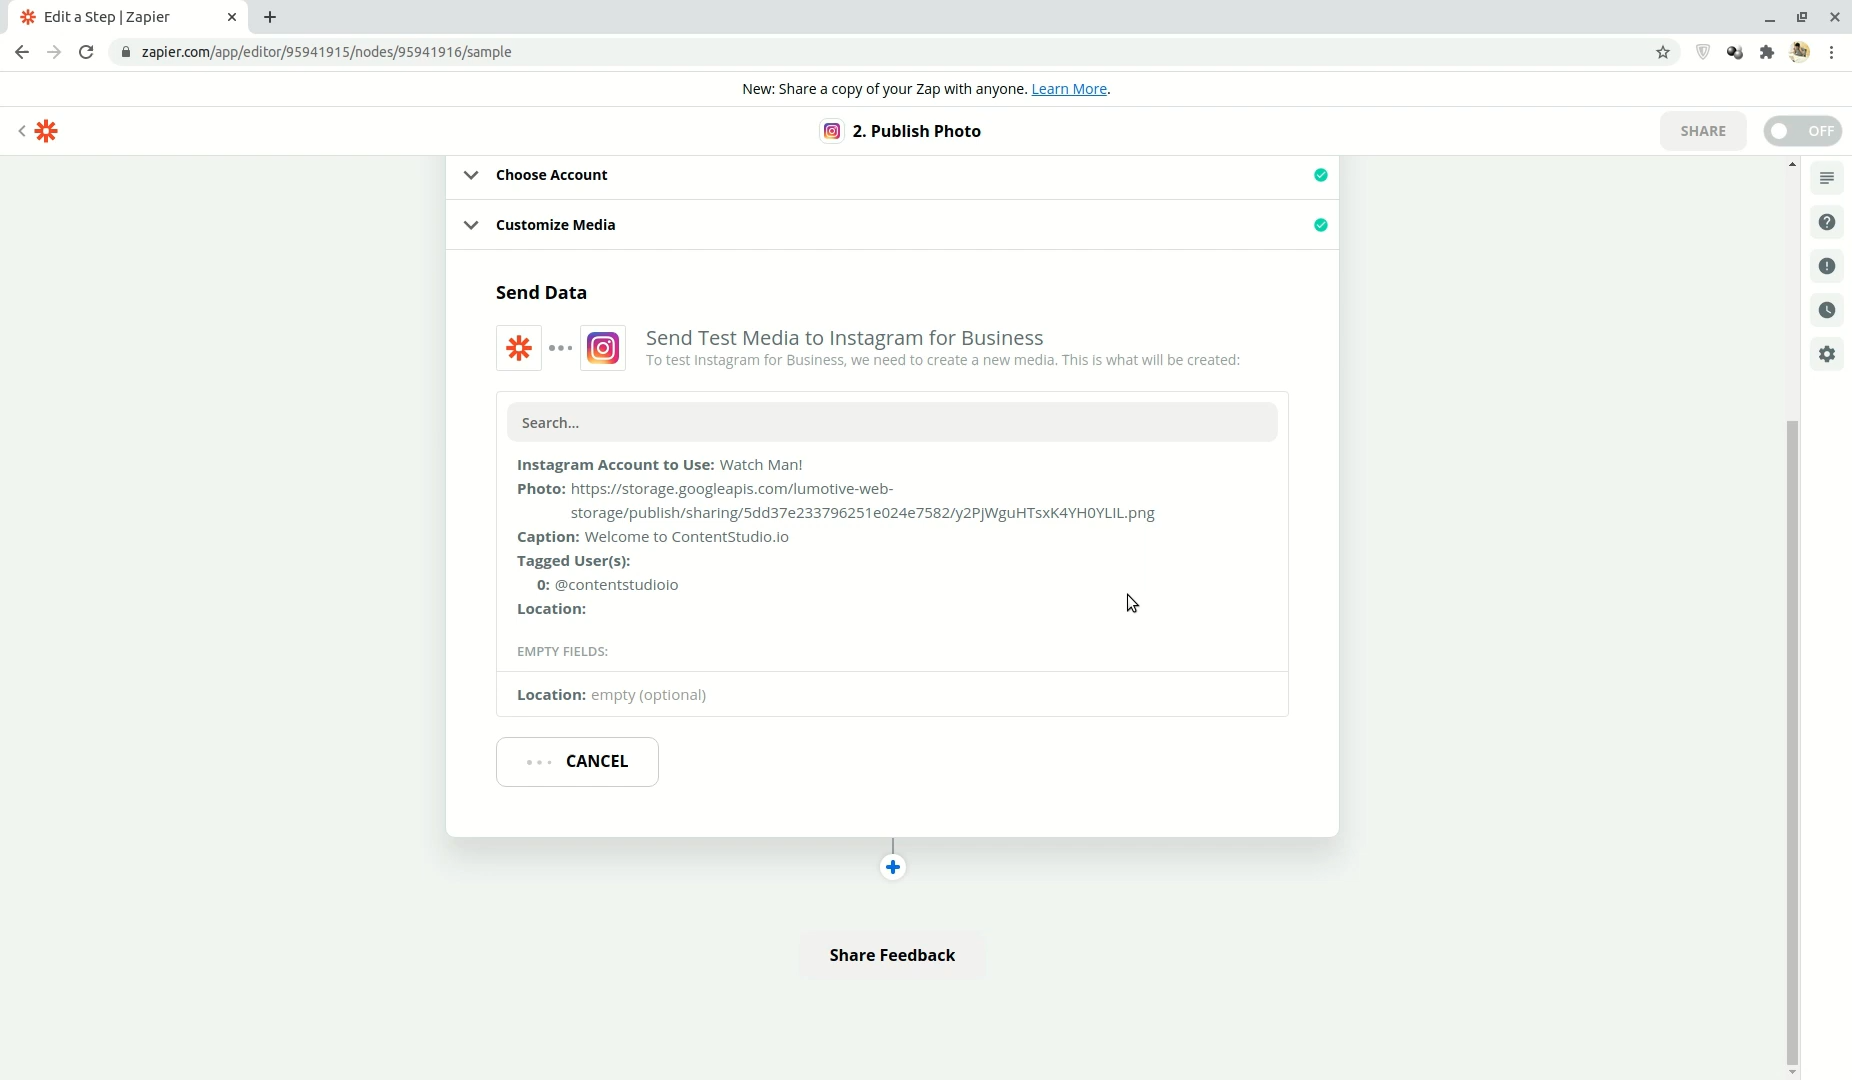 Edit a Step | Zapier
zapier.com/app/editor/95941915/nodes/95941916/sample
New: Share a copy of your Zap with anyone. Learn More.
2. Publish Photo
SHARE
OFF
Choose Account
Customize Media
Send Data
Send Test Media to Instagram for Business
To test Instagram for Business, we need to create a new media. This is what will be created:
Search...
Instagram Account to Use: Watch Man!
Photo: https://storage.googleapis.com/lumotive-web-
storage/publish/sharing/5dd37e233796251e024e7582/y2PjWguHTsxK4YH0YLIL.png
Caption: Welcome to ContentStudio.io
Tagged User(s):
0: @contentstudioio
Location:
EMPTY FIELDS:
Location: empty (optional)
CANCEL
Share Feedback